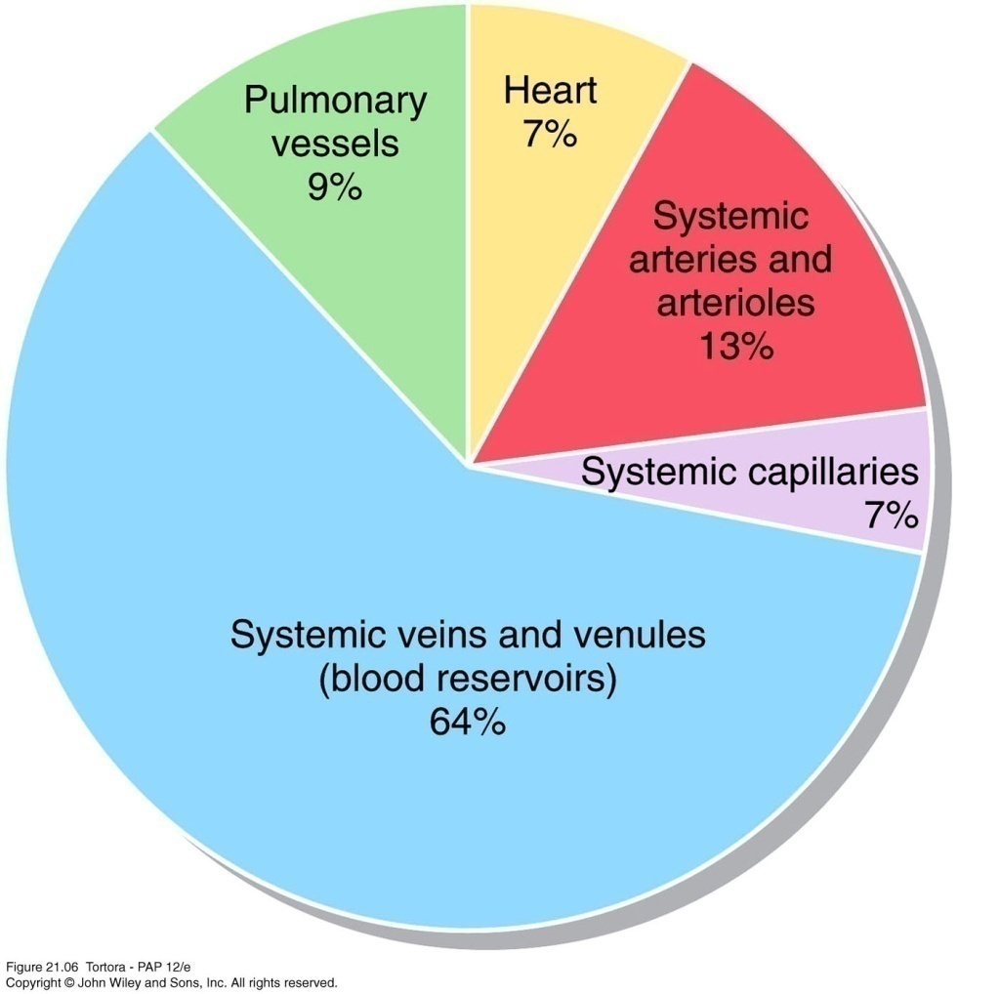 Pulmonary
vessels
9%
Heart
7%
Systemic
arteries and
arterioles
13%
Systemic capillaries
7%
Systemic veins and venules
(blood reservoirs)
64%
Figure 21.06 Tortora - PAP 12/e
Copyright © John Wiley and Sons, Inc. All rights reserved.